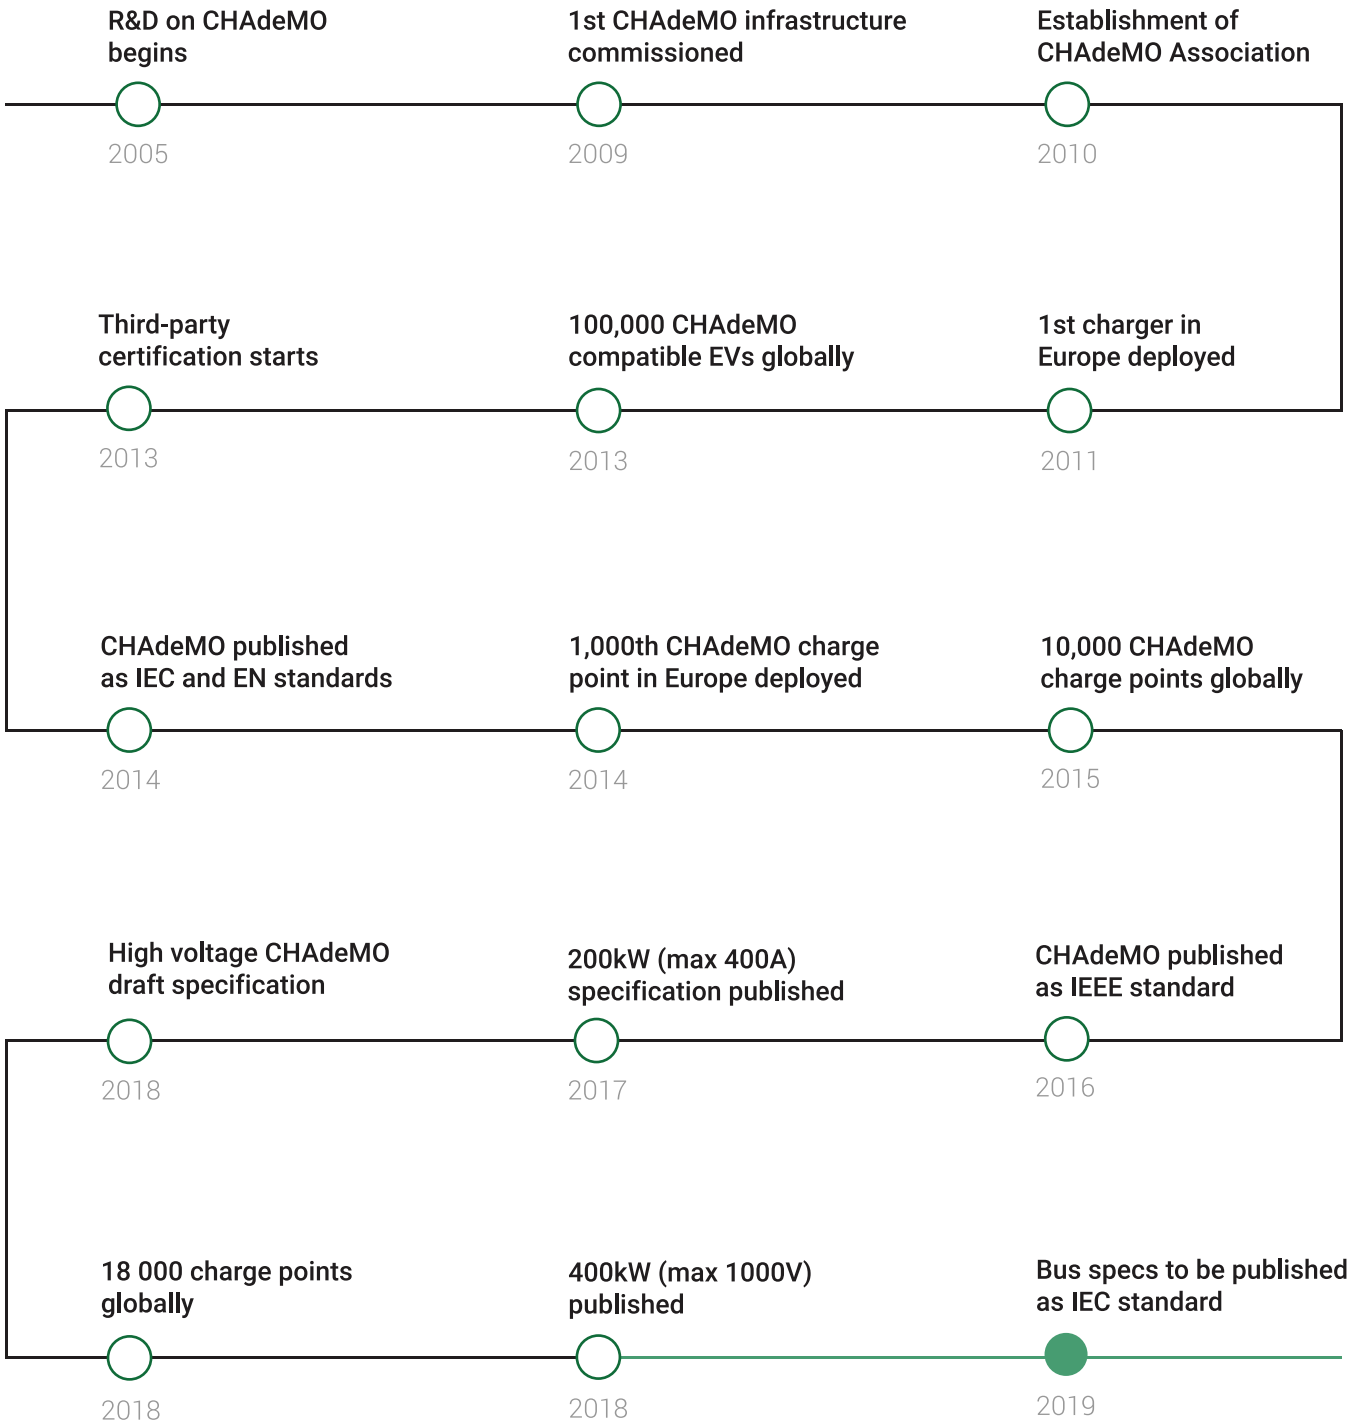 R&D on CHAdeMO
begins
2005
1st CHAdeMO infrastructure
commissioned
2009
Establishment of
CHAdeMO Association
2010
1st charger in
Europe deployed
2011
100,000 CHAdeMO
compatible EVs globally
2013
Third-party
certification starts
2013
CHAdeMO published
as IEC and EN standards
2014
1,000th CHAdeMO charge
point in Europe deployed
2014
10,000 CHAdeMO
charge points globally
2015
CHAdeMO published
as IEEE standard
2016
200kW (max 400A)
specification published
2017
High voltage CHAdeMO
draft specification
2018
18 000 charge points
globally
2018
400kW (max 1000V)
published
2018
Bus specs to be published
as IEC standard
2019